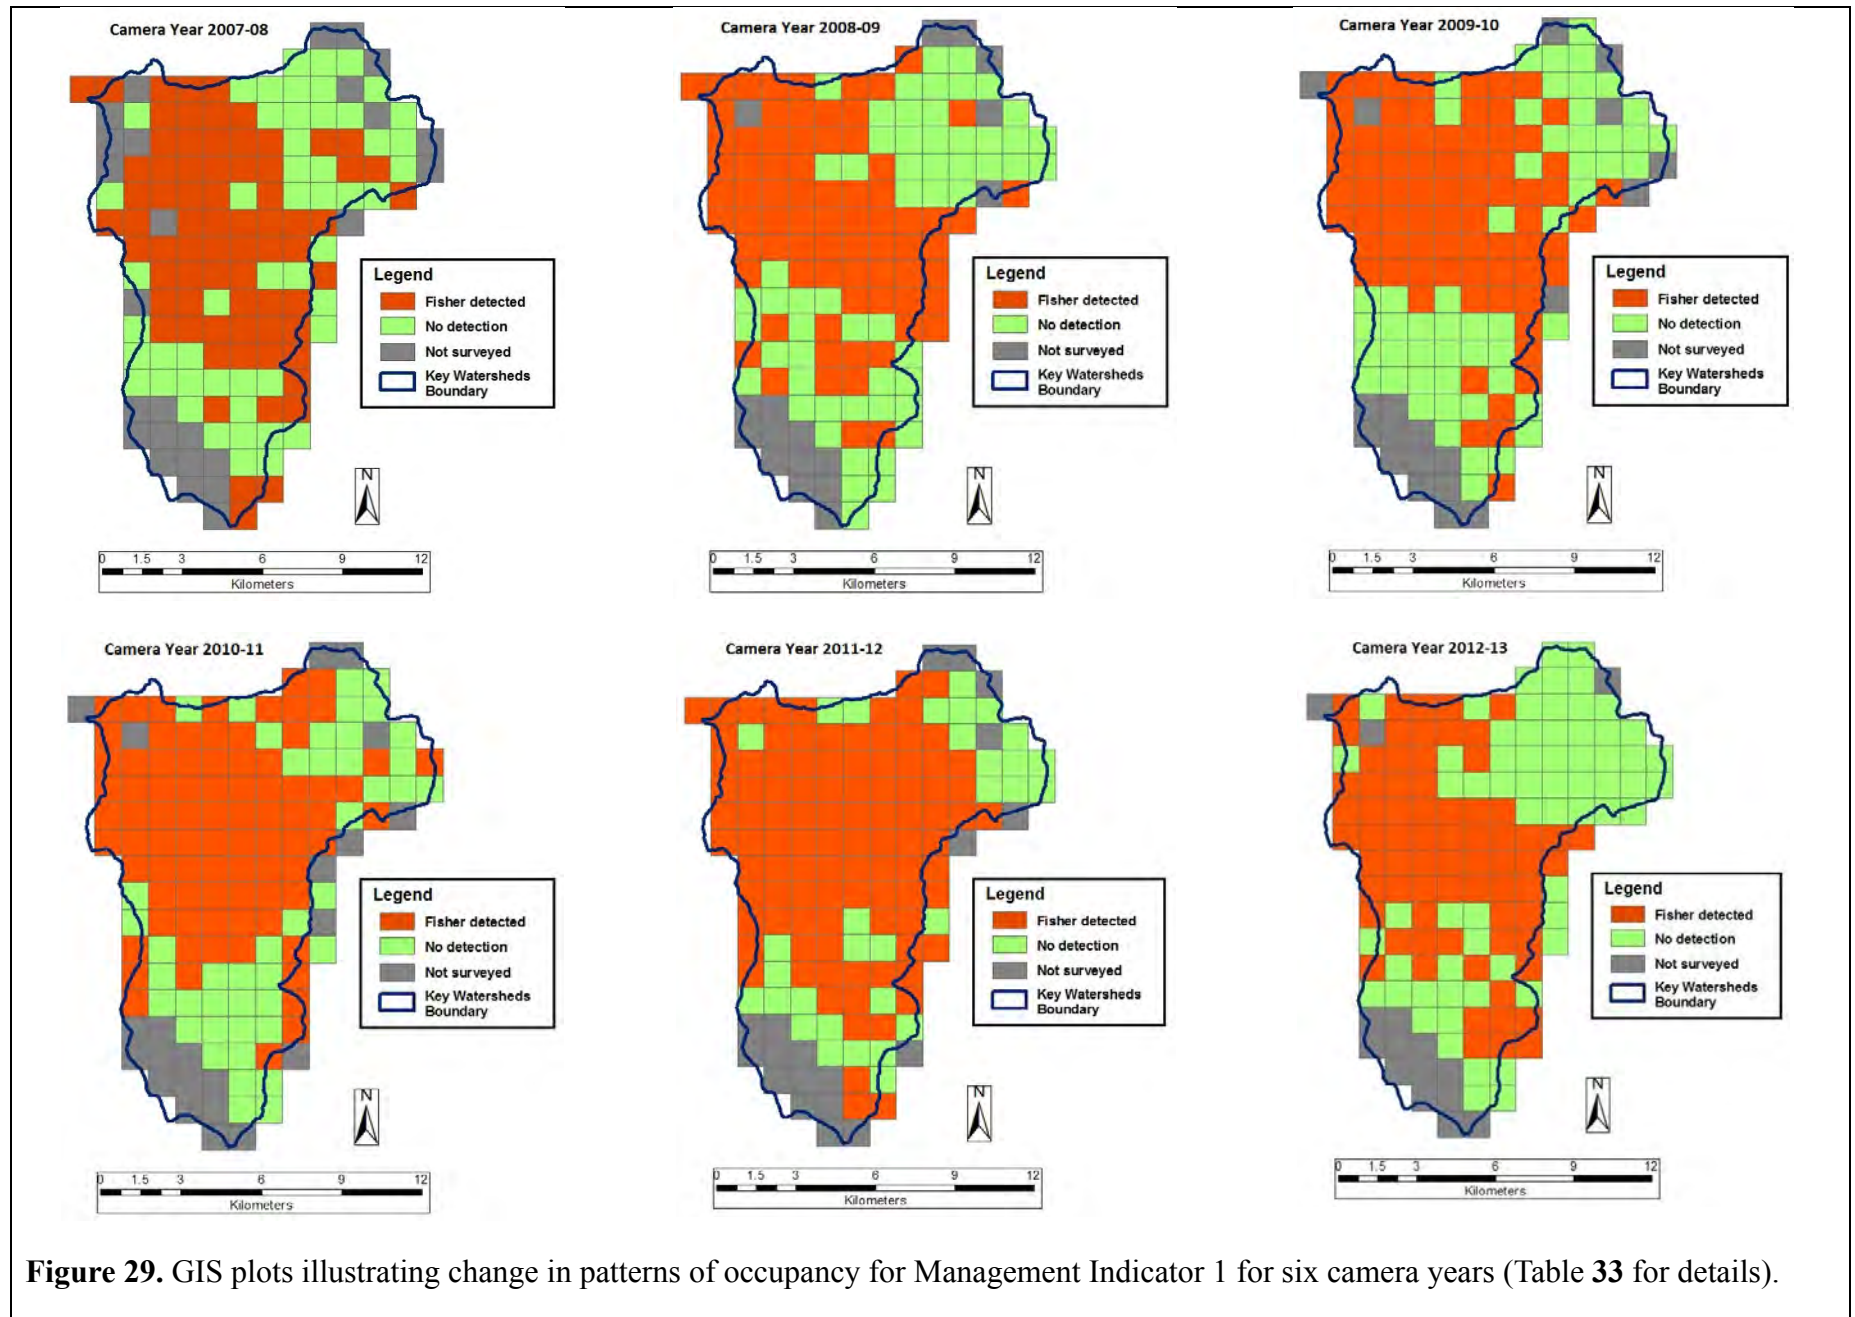 Camera Year 2007-08
Legend
Fisher detected
No detection
Not surveyed
Key Watersheds
Boundary
N
0 1.5 3 6 9 12
Kilometers
Camera Year 2008-09
Legend
Fisher detected
No detection
Not surveyed
Key Watersheds
Boundary
N
0 1.5 3 6 9 12
Kilometers
Camera Year 2009-10
Legend
Fisher detected
No detection
Not surveyed
Key Watersheds
Boundary
N
0 1.5 3 6 9 12
Kilometers
Camera Year 2010-11
Legend
Fisher detected
No detection
Not surveyed
Key Watersheds
Boundary
N
0 1.5 3 6 9 12
Kilometers
Camera Year 2011-12
Legend
Fisher detected
No detection
Not surveyed
Key Watersheds
Boundary
N
0 1.5 3 6 9 12
Kilometers
Camera Year 2012-13
Legend
Fisher detected
No detection
Not surveyed
Key Watersheds
Boundary
N
0 1.5 3 6 9 12
Kilometers
Figure 29. GIS plots illustrating change in patterns of occupancy for Management Indicator 1 for six camera years (Table 33 for details).